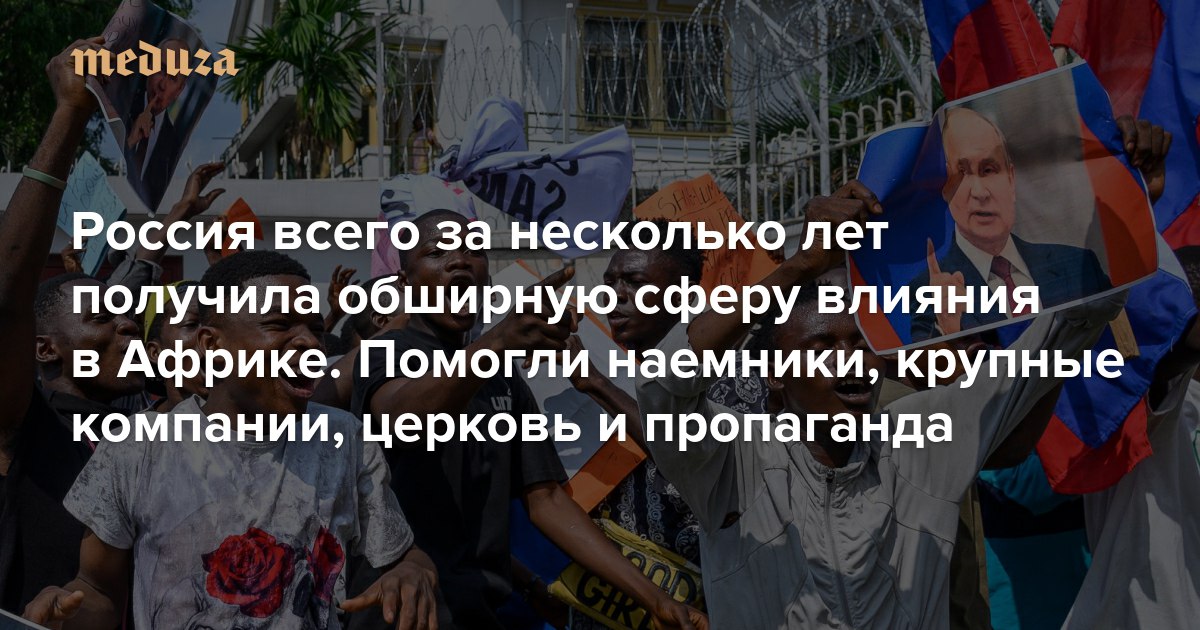 meduza
Россия всего за несколько лет
получила обширную сферу влияния
в Африке. Помогли наемники, крупные
компании, церковь и пропаганда